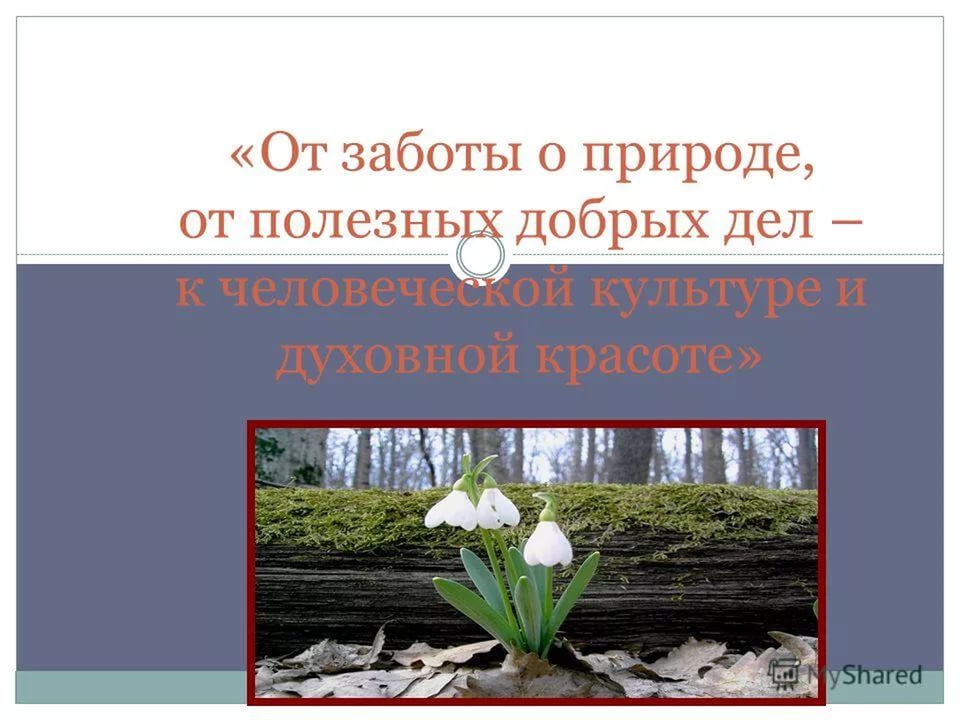 «От заботы о природе,
от полезных добрых дел –
к человеческой культуре и
духовной красоте»
MyShared